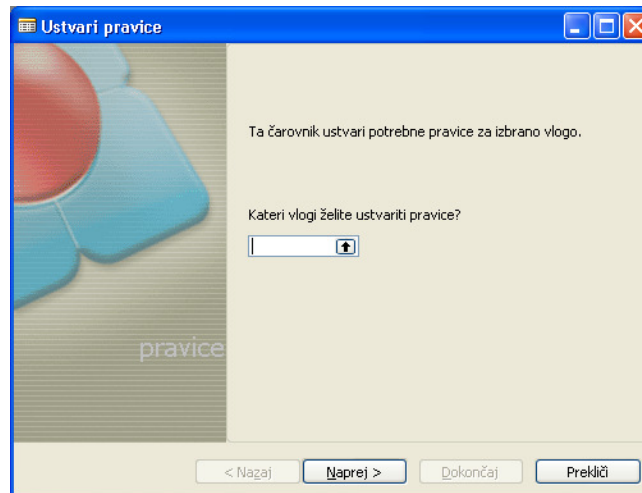 Ustvari pravice
Ta čarovnik ustvari potrebne pravice za izbrano vlogo.
Kateri vlogi želite ustvariti pravice?
pravice
< Nazaj
Naprej >
Dokončaj
Prekliči